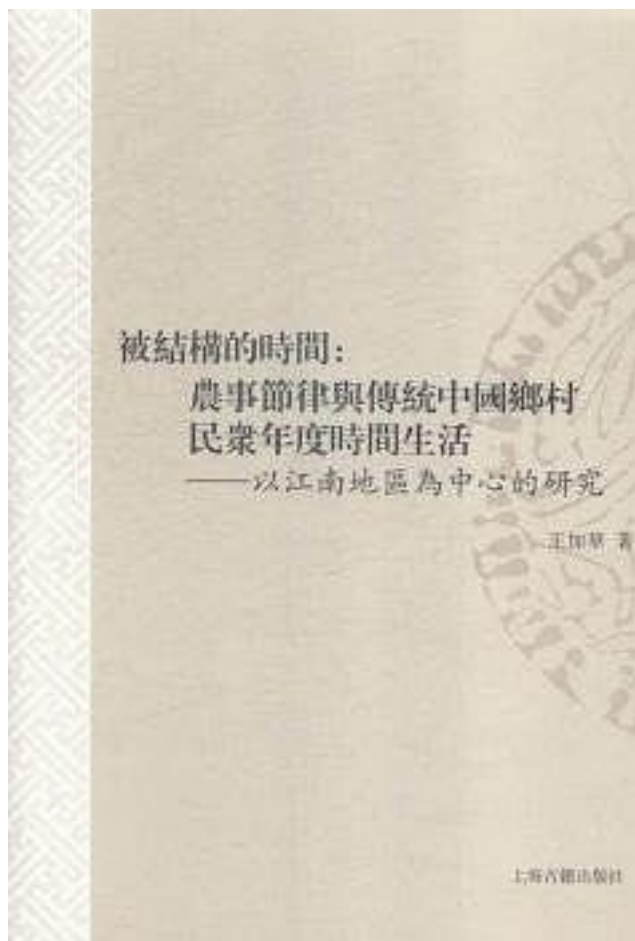 被結構的時間：
農事節律與傳統中國鄉村
民衆年度時間生活
——以江南地區為中心的研究
王加華 著
上海古籍出版社